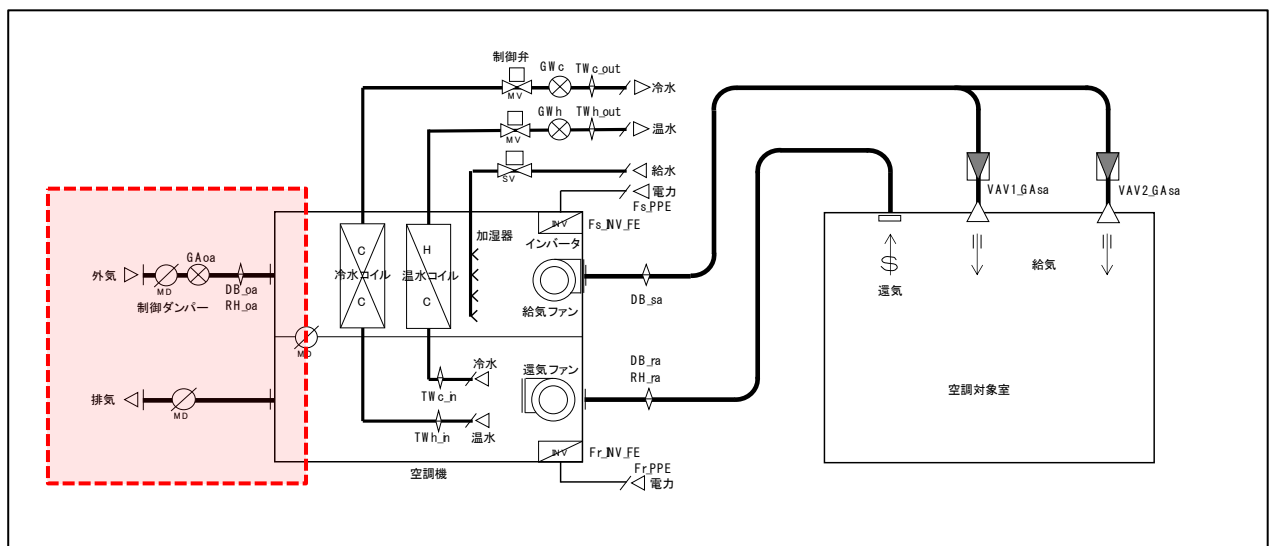 制御弁
GWc
TWc_out
MV
冷水
GWh
TWh_out
MV
温水
SV
給水
電力
Fs_PPE
INV
Fs_INV_FE
インバータ
加湿器
C
冷水コイル
C
H
温水コイル
C
給気ファン
外気
MD
GAoa
DB_oa
RH_oa
制御ダンパー
MD
DB_sa
VAV1_GAsa
VAV2_GAsa
還気
給気
空調対象室
排気
MD
冷水
TWc_in
TWh_in
温水
還気ファン
DB_ra
RH_ra
INV
Fr_INV_FE
Fr_PPE
電力
空調機